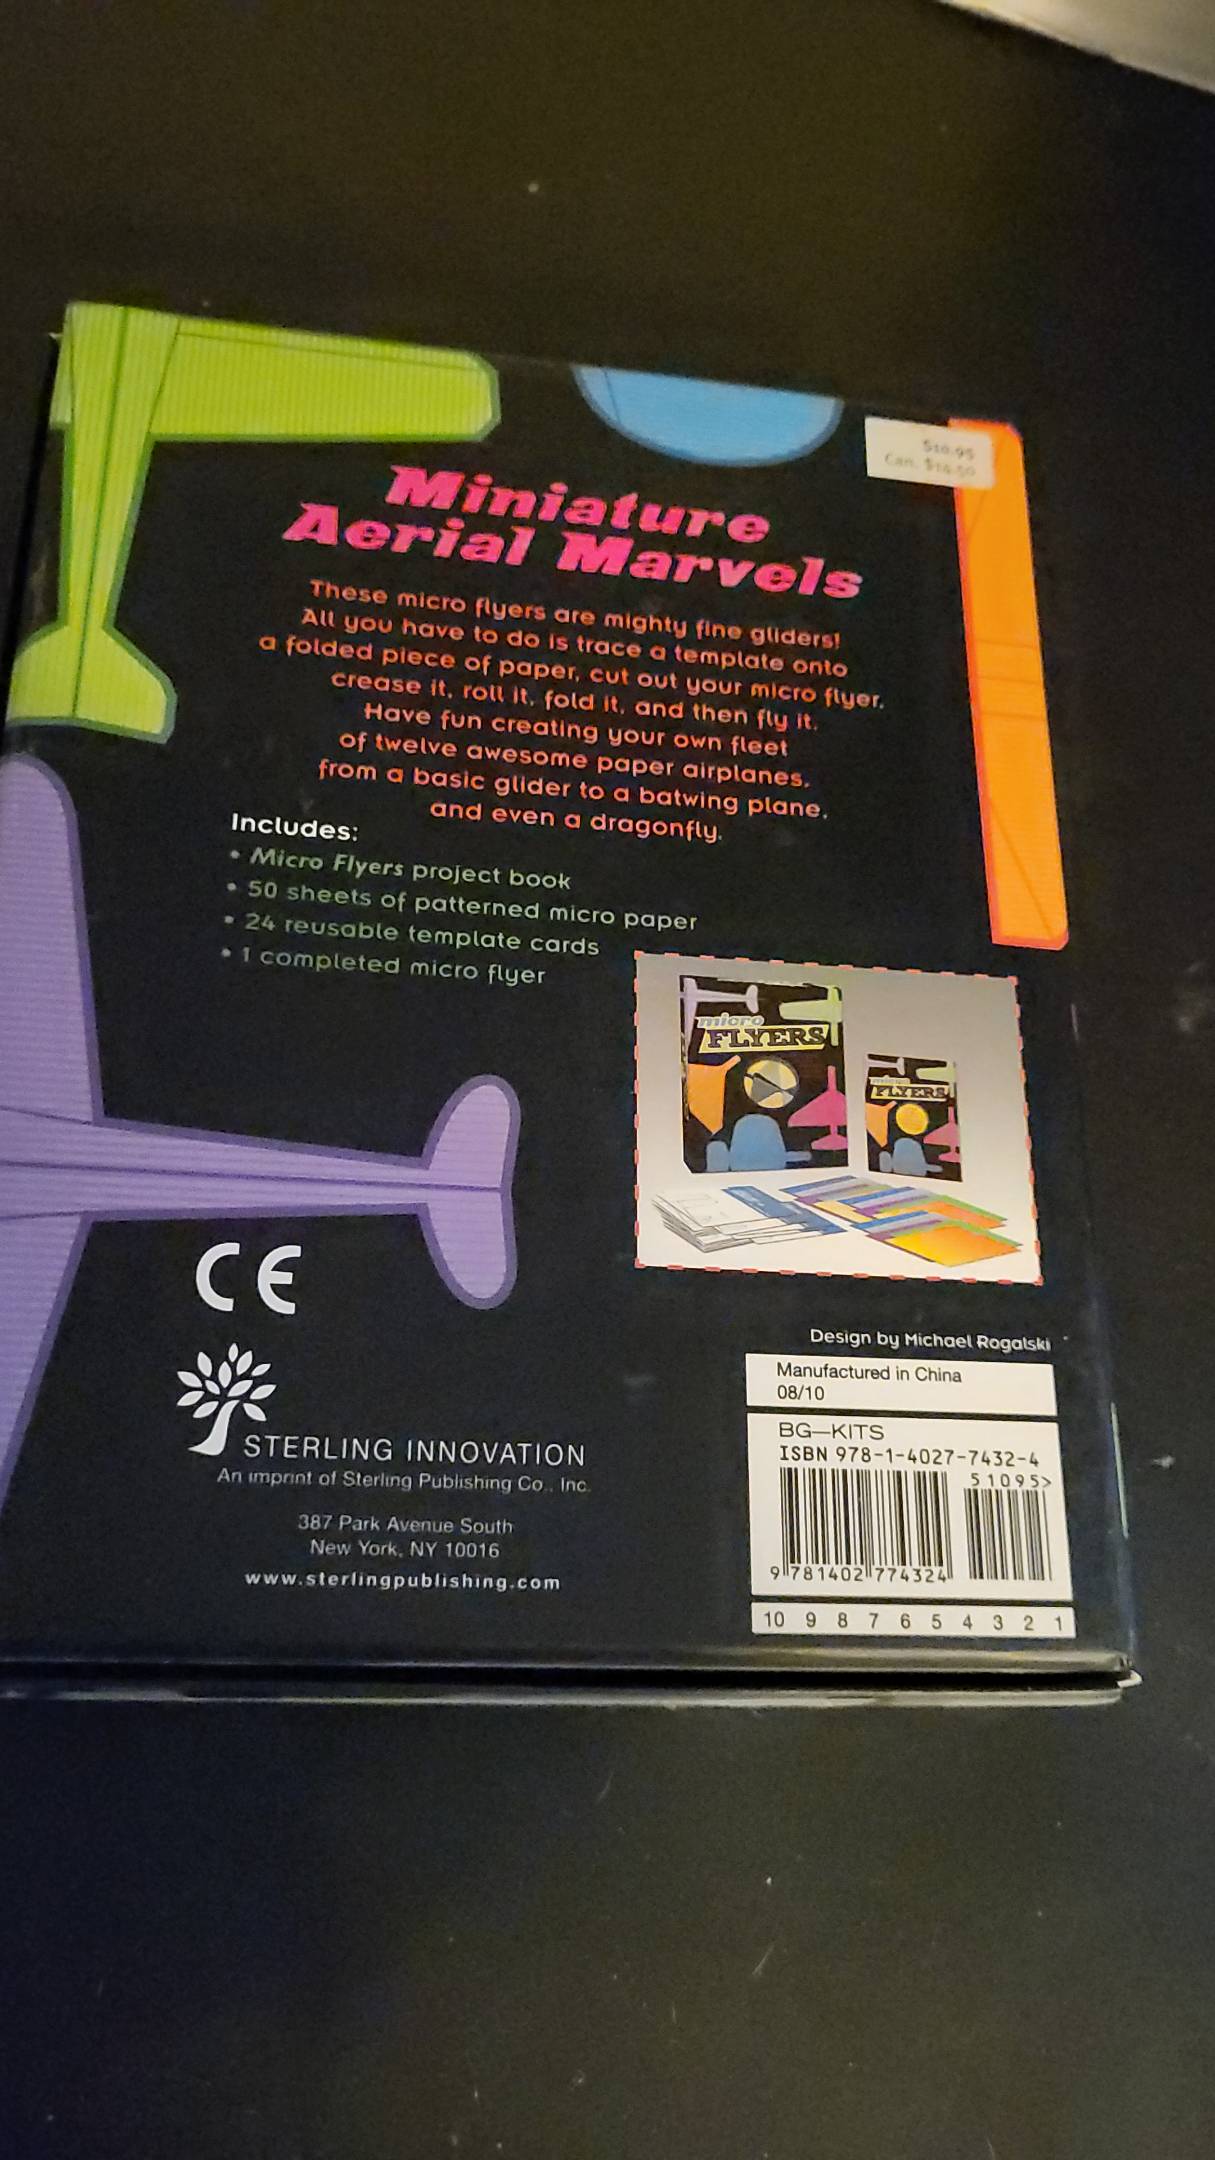 $10.95
Can. $14.50
Miniature
Aerial Marvels
These micro flyers are mighty fine gliders!
All you have to do is trace a template onto
a folded piece of paper, cut out your micro flyer,
crease it, roll it, fold it, and then fly it.
Have fun creating your own fleet
of twelve awesome paper airplanes,
from a basic glider to a batwing plane,
and even a dragonfly.
Includes:
• Micro Flyers project book
• 50 sheets of patterned micro paper
• 24 reusable template cards
• 1 completed micro flyer
micro
FLYERS
micro
FLYERS
CE
STERLING INNOVATION
An imprint of Sterling Publishing Co., Inc.
387 Park Avenue South
New York, NY 10016
www.sterlingpublishing.com
Design by Michael Rogalski
Manufactured in China
08/10
BG—KITS
ISBN 978-1-4027-7432-4
51095>
9 781402 774324
10 9 8 7 6 5 4 3 2 1